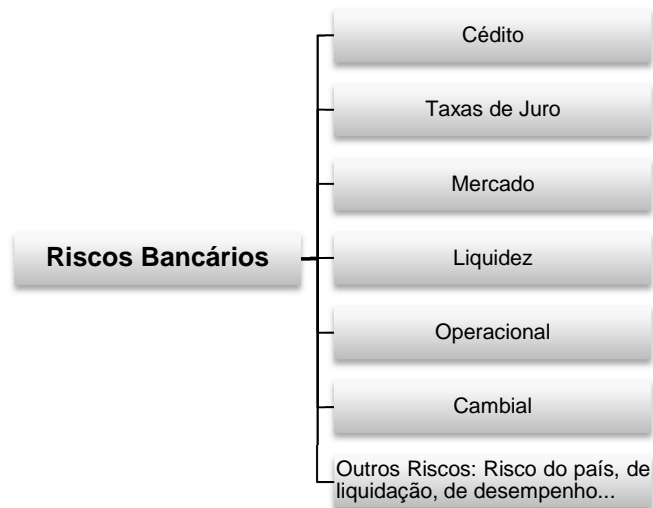 Cédito
Taxas de Juro
Mercado
Riscos Bancários
Liquidez
Operacional
Cambial
Outros Riscos: Risco do país, de
liquidação, de desempenho...